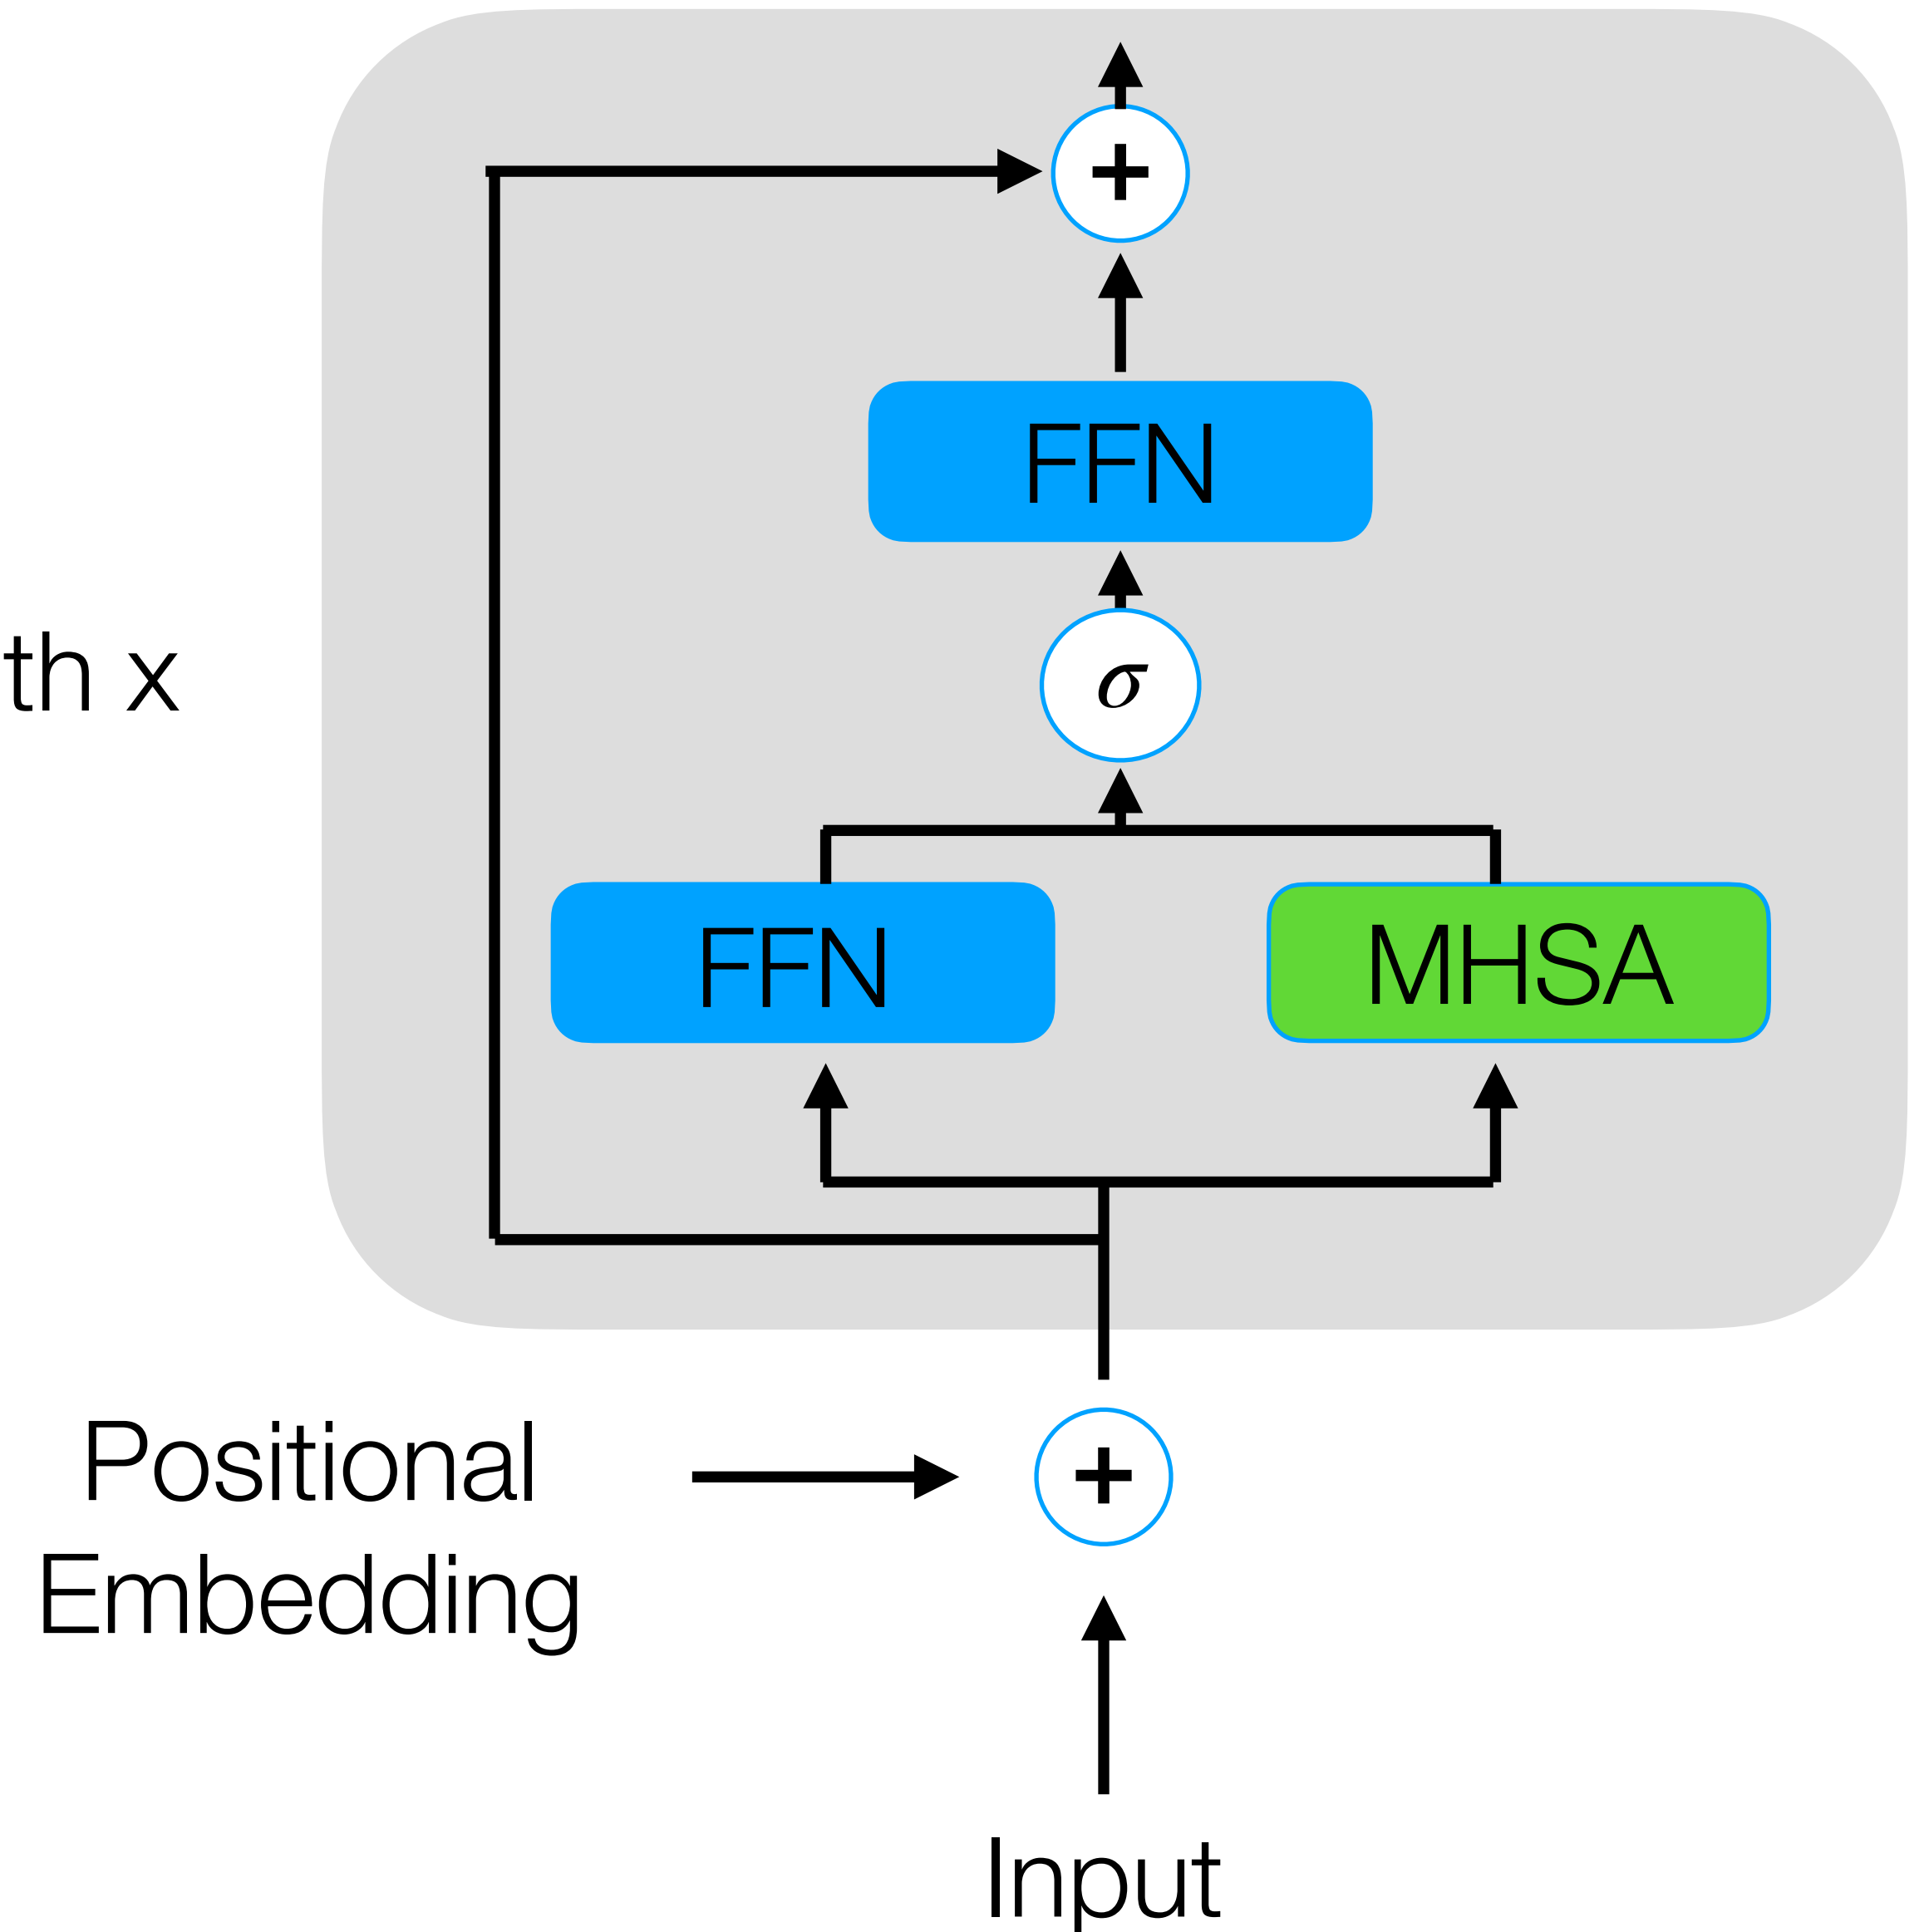 +
FFN
σ
th x
FFN
MHSA
Positional
Embedding
+
Input